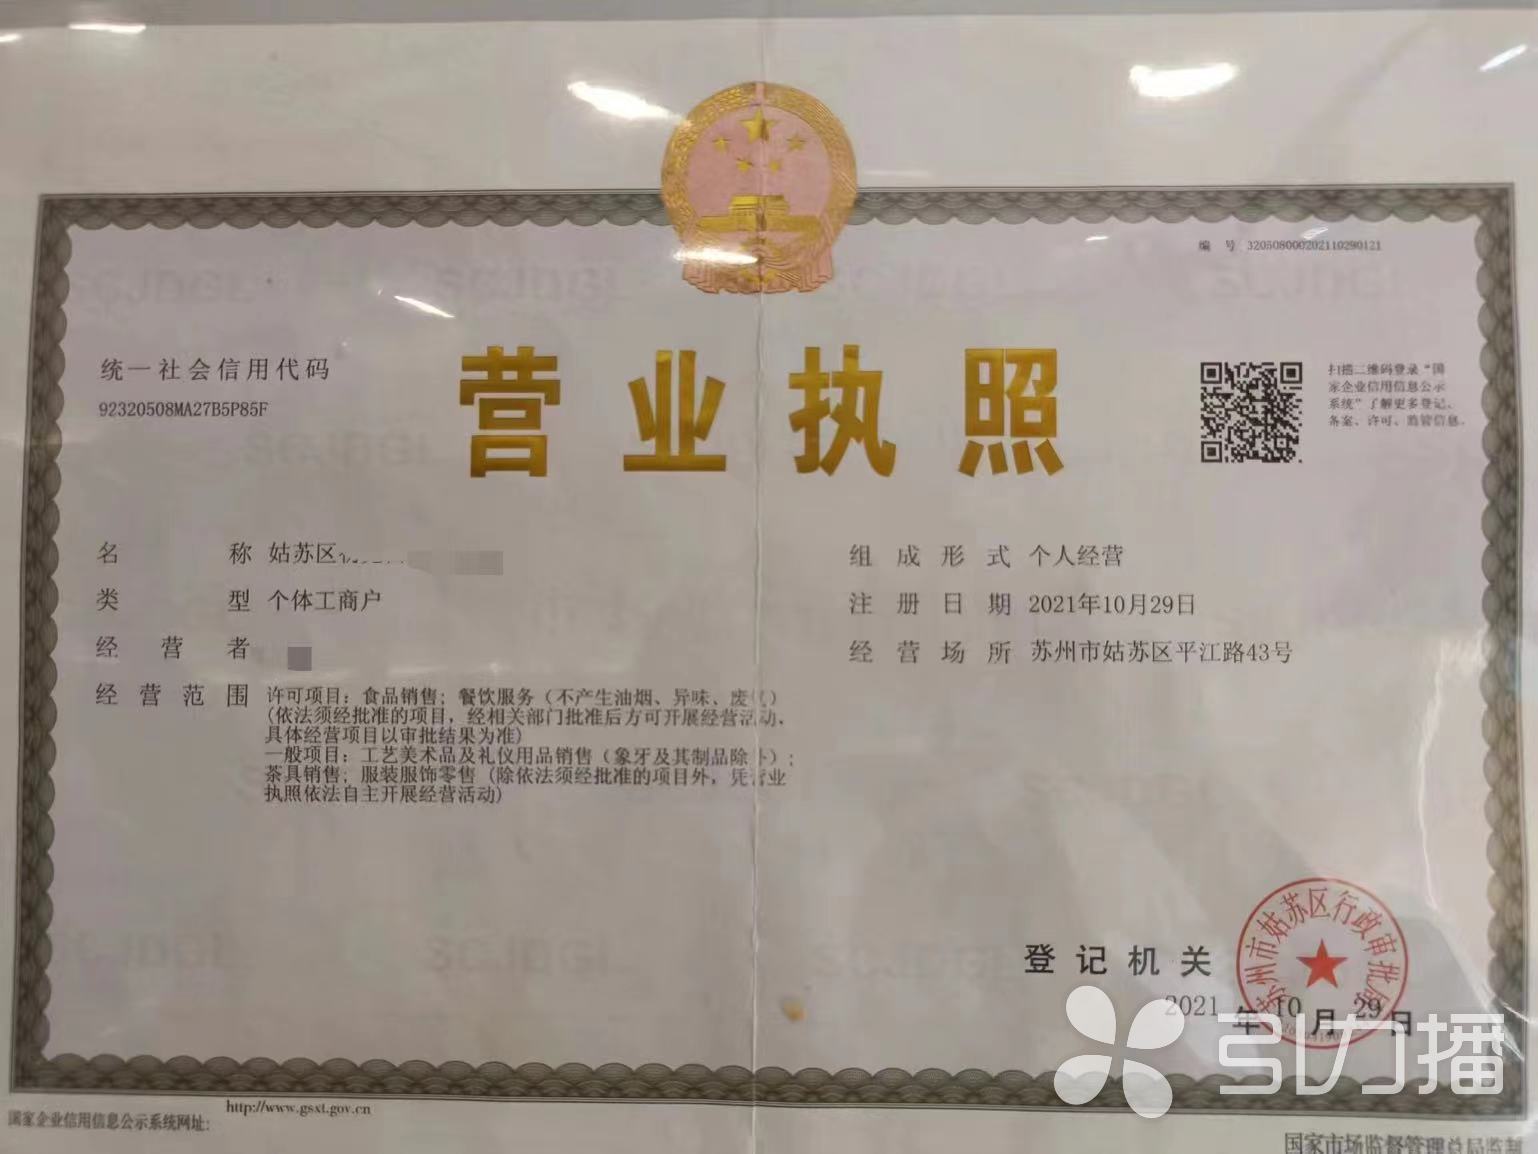 编 号 320508000202110290121
统一社会信用代码
92320508MA27B5P85F
营业执照
扫描二维码登录“国
家企业信用信息公示
系统”了解更多登记、
备案、许可、监管信息。
名 称 姑苏区
类 型 个体工商户
经 营 者
经 营 范 围 许可项目：食品销售；餐饮服务（不产生油烟、异味、废）
（依法须经批准的项目，经相关部门批准后方可开展经营活动，
具体经营项目以审批结果为准）
一般项目：工艺美术品及礼仪用品销售（象牙及其制品除外）；
茶具销售；服装服饰零售（除依法须经批准的项目外，凭营业
执照依法自主开展经营活动）
组 成 形 式 个人经营
注 册 日 期 2021年10月29日
经 营 场 所 苏州市姑苏区平江路43号
登 记 机 关
苏州市姑苏区行政审批局
2021 年 10 月 29 日
引力播
国家企业信用信息公示系统网址：
http://www.gsxt.gov.cn
国家市场监督管理总局监制